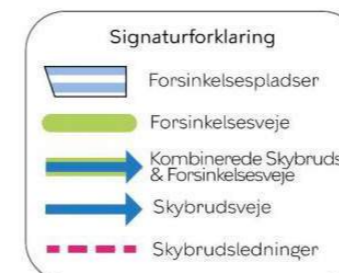 Signaturforklaring
Forsinkelsespladser
Forsinkelsesveje
Kombinerede Skybruds
& Forsinkelsesveje
Skybrudsveje
Skybrudsledninger